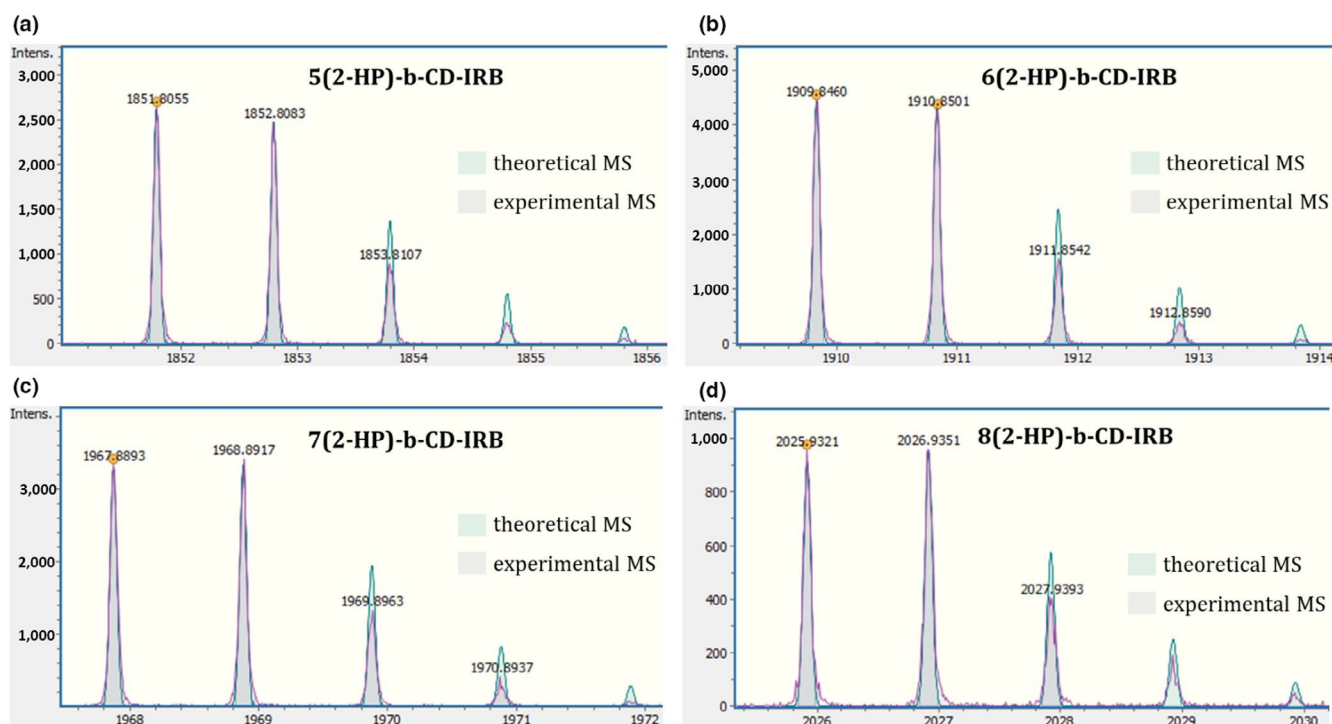 (a)
Intens.
5(2-HP)-b-CD-IRB
3,000
1851.8055
1852.8083
2,500
2,000
theoretical MS
1,500
experimental MS
1,000
1853.8107
500
0
1852
1853
1854
1855
1856
(b)
Intens.
6(2-HP)-b-CD-IRB
5,000
1909.8460
1910.8501
4,000
3,000
theoretical MS
experimental MS
2,000
1911.8542
1,000
1912.8590
0
1910
1911
1912
1913
1914
(c)
Intens.
7(2-HP)-b-CD-IRB
1967.8893
1968.8917
3,000
theoretical MS
2,000
experimental MS
1969.8963
1,000
1970.8937
1968
1969
1970
1971
1972
(d)
Intens.
8(2-HP)-b-CD-IRB
1,000
2025.9321
2026.9351
800
600
theoretical MS
400
2027.9393
experimental MS
200
0
2026
2027
2028
2029
2030